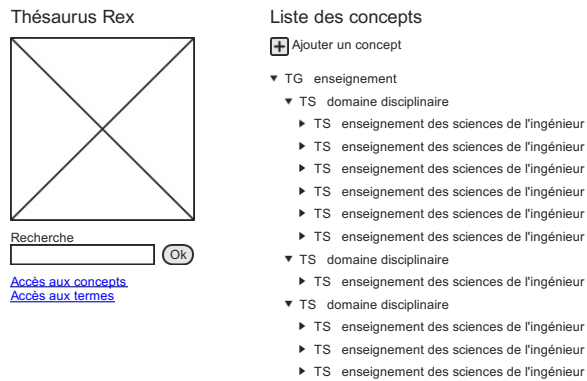 Thésaurus Rex
Recherche
Ok
Accès aux concepts
Accès aux termes
Liste des concepts
Ajouter un concept
TG enseignement
TS domaine disciplinaire
TS enseignement des sciences de l'ingénieur
TS enseignement des sciences de l'ingénieur
TS enseignement des sciences de l'ingénieur
TS enseignement des sciences de l'ingénieur
TS enseignement des sciences de l'ingénieur
TS enseignement des sciences de l'ingénieur
TS domaine disciplinaire
TS enseignement des sciences de l'ingénieur
TS domaine disciplinaire
TS enseignement des sciences de l'ingénieur
TS enseignement des sciences de l'ingénieur
TS enseignement des sciences de l'ingénieur